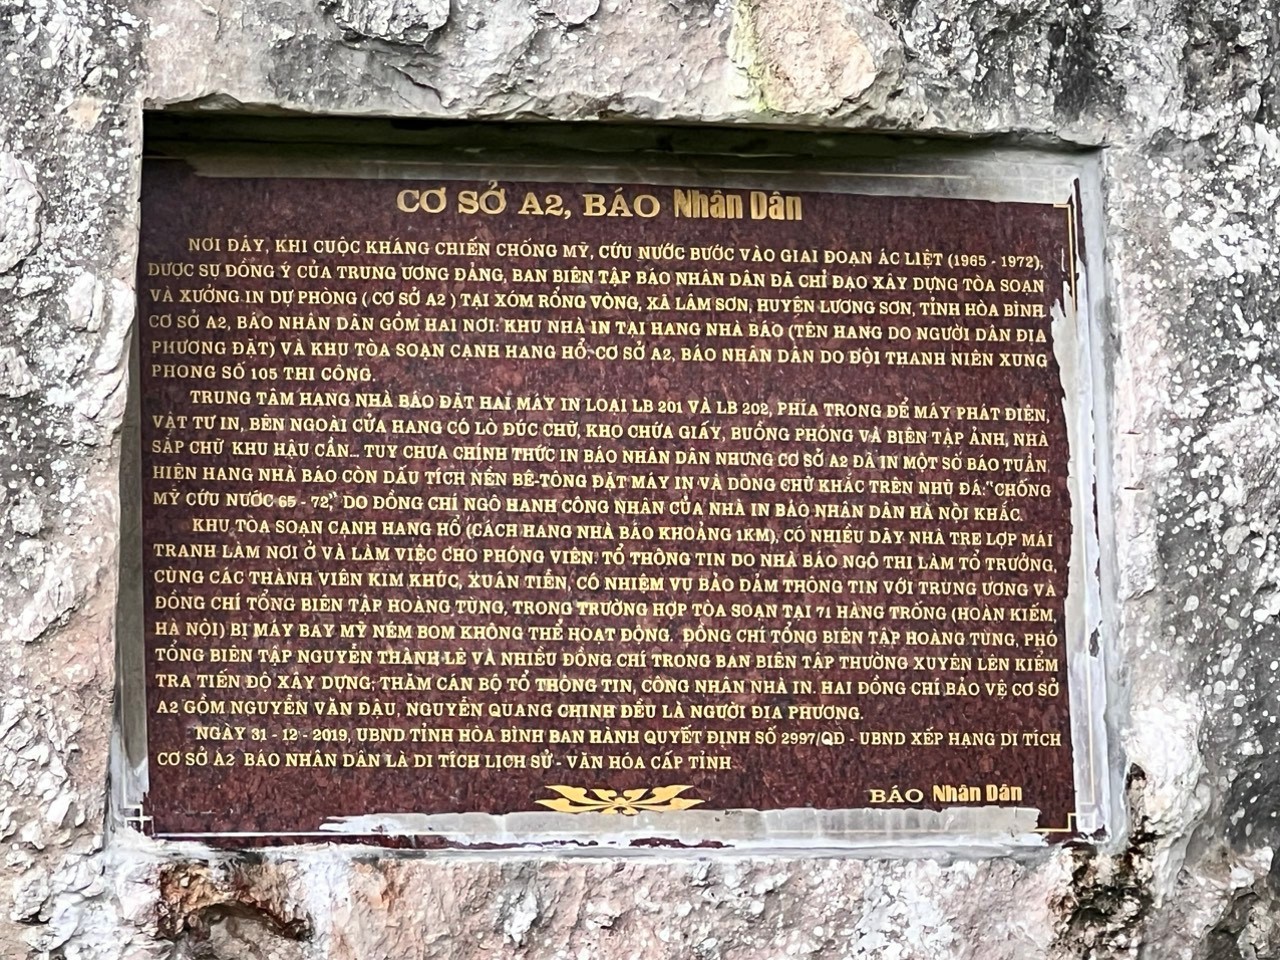 CƠ SỞ A2, BÁO Nhân Dân
NƠI ĐÂY, KHI CUỘC KHÁNG CHIẾN CHỐNG MỸ, CỨU NƯỚC BƯỚC VÀO GIAI ĐOẠN ÁC LIỆT (1965 - 1972),
ĐƯỢC SỰ ĐỒNG Ý CỦA TRUNG ƯƠNG ĐẢNG, BAN BIÊN TẬP BÁO NHÂN DÂN ĐÃ CHỈ ĐẠO XÂY DỰNG TÒA SOẠN
VÀ XƯỞNG IN DỰ PHÒNG ( CƠ SỞ A2 ) TẠI XÓM RỔNG VÒNG, XÃ LÂM SƠN, HUYỆN LƯƠNG SƠN, TỈNH HÒA BÌNH.
CƠ SỞ A2, BÁO NHÂN DÂN GỒM HAI NƠI: KHU NHÀ IN TẠI HANG NHÀ BÁO (TÊN HANG DO NGƯỜI DÂN ĐỊA
PHƯƠNG ĐẶT) VÀ KHU TÒA SOẠN CẠNH HANG HỔ; CƠ SỞ A2, BÁO NHÂN DÂN DO ĐỘI THANH NIÊN XUNG
PHONG SỐ 105 THI CÔNG.
TRUNG TÂM HANG NHÀ BÁO ĐẶT HAI MÁY IN LOẠI LB 201 VÀ LB 202, PHÍA TRONG ĐỂ MÁY PHÁT ĐIỆN,
VẬT TƯ IN, BÊN NGOÀI CỬA HANG CÓ LÒ ĐÚC CHỮ, KHO CHỨA GIẤY, BUỒNG PHÓNG VÀ BIÊN TẬP ẢNH, NHÀ
SẮP CHỮ KHU HẬU CẦN... TUY CHƯA CHÍNH THỨC IN BÁO NHÂN DÂN NHƯNG CƠ SỞ A2 ĐÃ IN MỘT SỐ BÁO TUẦN.
HIỆN HANG NHÀ BÁO CÒN DẤU TÍCH NỀN BÊ-TÔNG ĐẶT MÁY IN VÀ DÒNG CHỮ KHẮC TRÊN NHŨ ĐÁ: "CHỐNG
MỸ CỨU NƯỚC 65 - 72," DO ĐỒNG CHÍ NGÔ HANH CÔNG NHÂN CỦA NHÀ IN BÁO NHÂN DÂN HÀ NỘI KHẮC.
KHU TÒA SOẠN CẠNH HANG HỔ (CÁCH HANG NHÀ BÁO KHOẢNG 1KM), CÓ NHIỀU DÃY NHÀ TRE LỢP MÁI
TRANH LÀM NƠI Ở VÀ LÀM VIỆC CHO PHÓNG VIÊN. TỔ THÔNG TIN DO NHÀ BÁO NGÔ THI LÀM TỔ TRƯỞNG,
CÙNG CÁC THÀNH VIÊN KIM KHÚC, XUÂN TIẾN, CÓ NHIỆM VỤ BẢO ĐẢM THÔNG TIN VỚI TRUNG ƯƠNG VÀ
ĐỒNG CHÍ TỔNG BIÊN TẬP HOÀNG TÙNG, TRONG TRƯỜNG HỢP TÒA SOẠN TẠI 71 HÀNG TRỐNG (HOÀN KIẾM,
HÀ NỘI) BỊ MÁY BAY MỸ NÉM BOM KHÔNG THỂ HOẠT ĐỘNG. ĐỒNG CHÍ TỔNG BIÊN TẬP HOÀNG TÙNG, PHÓ
TỔNG BIÊN TẬP NGUYỄN THÀNH LÊ VÀ NHIỀU ĐỒNG CHÍ TRONG BAN BIÊN TẬP THƯỜNG XUYÊN LÊN KIỂM
TRA TIẾN ĐỘ XÂY DỰNG; THĂM CÁN BỘ TỔ THÔNG TIN, CÔNG NHÂN NHÀ IN. HAI ĐỒNG CHÍ BẢO VỆ CƠ SỞ
A2 GỒM NGUYỄN VĂN ĐẬU, NGUYỄN QUANG CHINH ĐỀU LÀ NGƯỜI ĐỊA PHƯƠNG.
NGÀY 31 - 12 - 2019, UBND TỈNH HÒA BÌNH BAN HÀNH QUYẾT ĐỊNH SỐ 2997/QĐ - UBND XẾP HẠNG DI TÍCH
CƠ SỞ A2 BÁO NHÂN DÂN LÀ DI TÍCH LỊCH SỬ - VĂN HÓA CẤP TỈNH
BÁO Nhân Dân